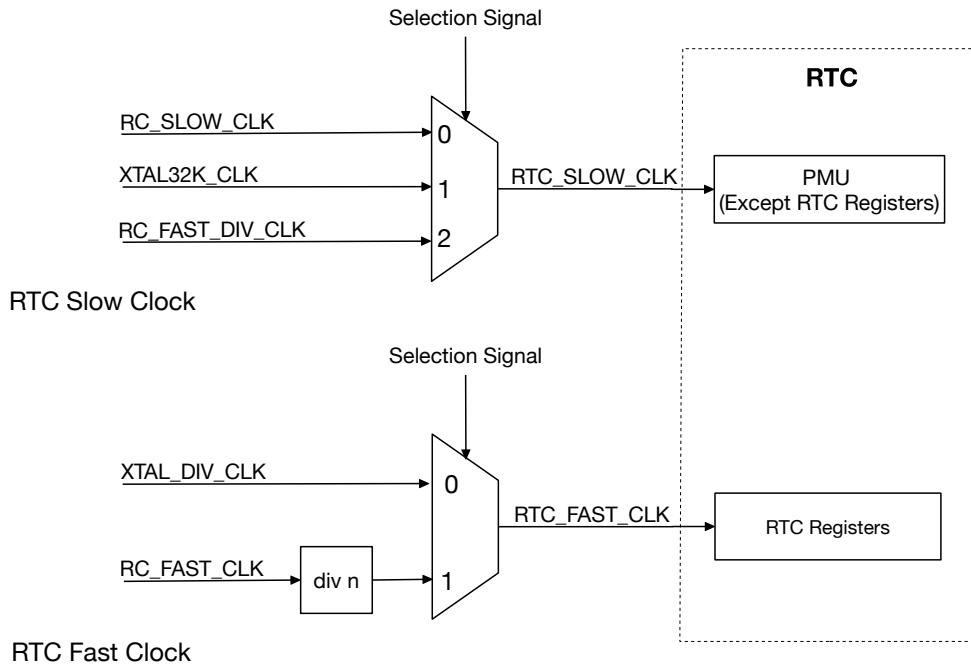 Selection Signal
RTC
RC_SLOW_CLK
0
XTAL32K_CLK
1
RTC_SLOW_CLK
PMU
(Except RTC Registers)
RC_FAST_DIV_CLK
2
RTC Slow Clock
Selection Signal
XTAL_DIV_CLK
0
RTC_FAST_CLK
RTC Registers
RC_FAST_CLK
div n
1
RTC Fast Clock